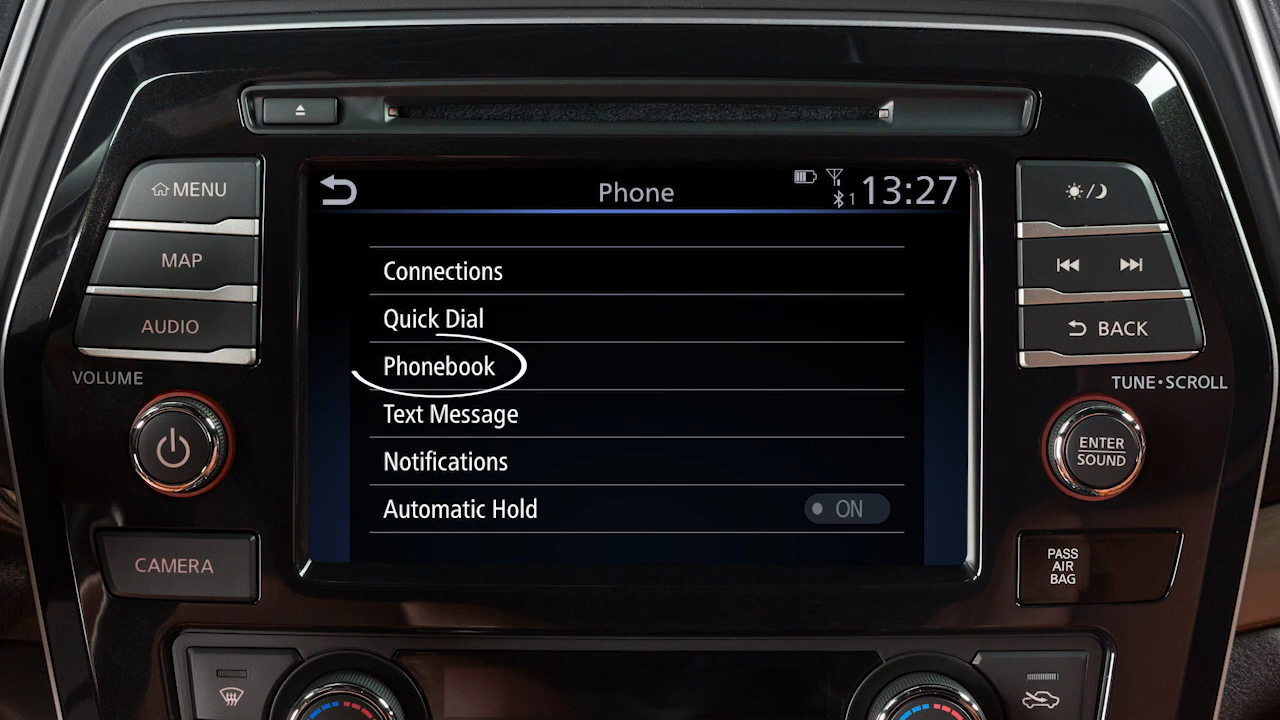 MENU
MAP
AUDIO
VOLUME
CAMERA
Phone
1
13:27
Connections
Quick Dial
Phonebook
Text Message
Notifications
Automatic Hold
ON
BACK
TUNE•SCROLL
ENTER
SOUND
PASS
AIR
BAG